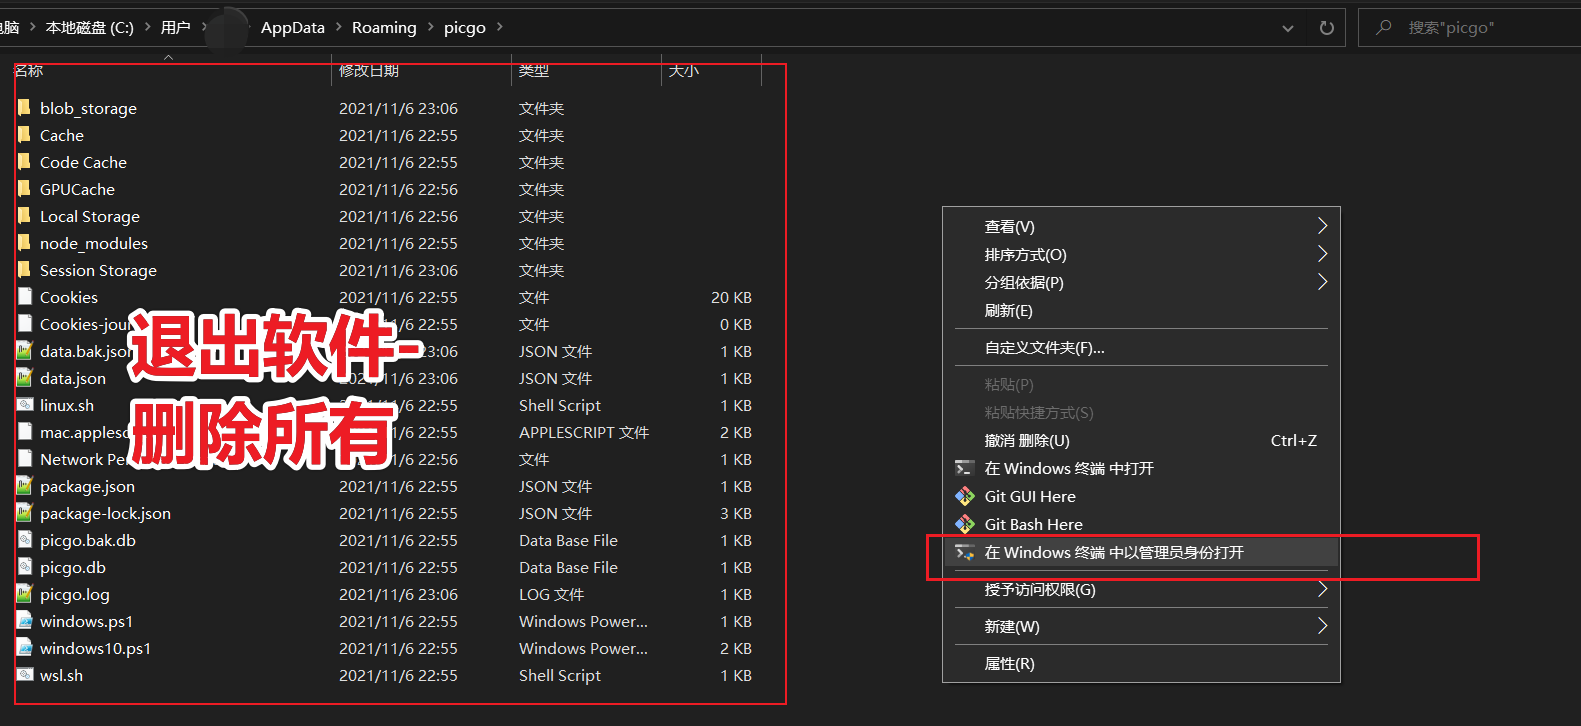 电脑 > 本地磁盘 (C:) > 用户 > AppData > Roaming > picgo >
搜索"picgo"
名称 修改日期 类型 大小
blob_storage 2021/11/6 23:06 文件夹
Cache 2021/11/6 22:55 文件夹
Code Cache 2021/11/6 22:55 文件夹
GPUCache 2021/11/6 22:56 文件夹
Local Storage 2021/11/6 22:56 文件夹
node_modules 2021/11/6 22:55 文件夹
Session Storage 2021/11/6 23:06 文件夹
Cookies 2021/11/6 22:55 文件 20 KB
Cookies-jour 2021/11/6 22:55 文件 0 KB
data.bak.json 23:06 JSON 文件 1 KB
data.json 2021/11/6 23:06 JSON 文件 1 KB
linux.sh 2021/11/6 22:55 Shell Script 1 KB
mac.applesc 22:55 APPLESCRIPT 文件 2 KB
Network Pe 22:56 文件 1 KB
package.json 2021/11/6 22:55 JSON 文件 1 KB
package-lock.json 2021/11/6 22:55 JSON 文件 3 KB
picgo.bak.db 2021/11/6 22:55 Data Base File 1 KB
picgo.db 2021/11/6 22:55 Data Base File 1 KB
picgo.log 2021/11/6 23:06 LOG 文件 1 KB
windows.ps1 2021/11/6 22:55 Windows Power... 1 KB
windows10.ps1 2021/11/6 22:55 Windows Power... 2 KB
wsl.sh 2021/11/6 22:55 Shell Script 1 KB
退出软件-
删除所有
查看(V)
排序方式(O)
分组依据(P)
刷新(E)
自定义文件夹(F)...
粘贴(P)
粘贴快捷方式(S)
撤消 删除(U) Ctrl+Z
在 Windows 终端 中打开
Git GUI Here
Git Bash Here
在 Windows 终端 中以管理员身份打开
授予访问权限(G)
新建(W)
属性(R)